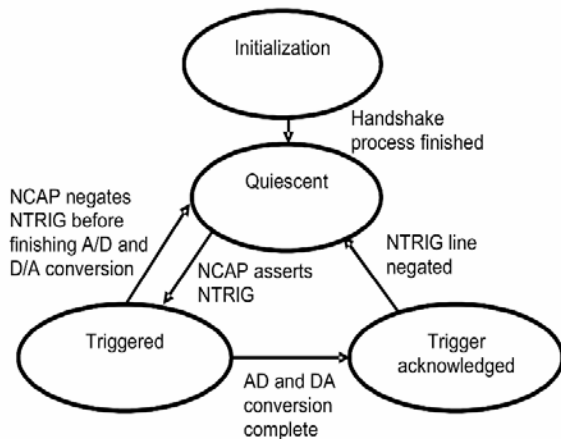 Initialization
Handshake
process finished
Quiescent
NCAP negates
NTRIG before
finishing A/D and
D/A conversion
NCAP asserts
NTRIG
NTRIG line
negated
Triggered
Trigger
acknowledged
AD and DA
conversion
complete